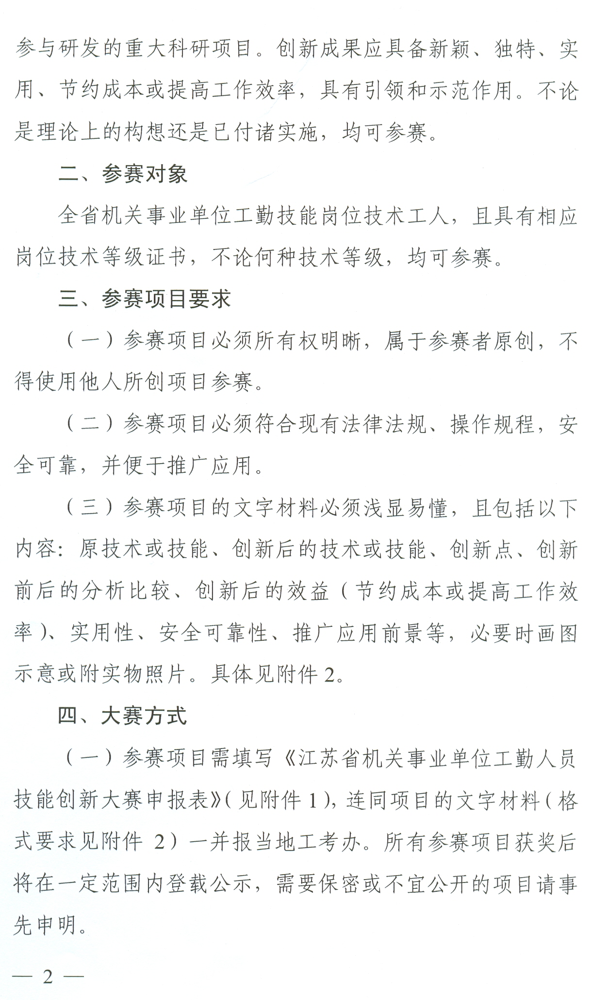 参与研发的重大科研项目。创新成果应具备新颖、独特、实
用、节约成本或提高工作效率，具有引领和示范作用。不论
是理论上的构想还是已付诸实施，均可参赛。
二、参赛对象
全省机关事业单位工勤技能岗位技术工人，且具有相应
岗位技术等级证书，不论何种技术等级，均可参赛。
三、参赛项目要求
（一）参赛项目必须所有权明晰，属于参赛者原创，不
得使用他人所创项目参赛。
（二）参赛项目必须符合现有法律法规、操作规程，安
全可靠，并便于推广应用。
（三）参赛项目的文字材料必须浅显易懂，且包括以下
内容：原技术或技能、创新后的技术或技能、创新点、创新
前后的分析比较、创新后的效益（节约成本或提高工作效
率）、实用性、安全可靠性、推广应用前景等，必要时画图
示意或附实物照片。具体见附件2。
四、大赛方式
（一）参赛项目需填写《江苏省机关事业单位工勤人员
技能创新大赛申报表》（见附件1），连同项目的文字材料（格
式要求见附件 2）一并报当地工考办。所有参赛项目获奖后
将在一定范围内登载公示，需要保密或不宜公开的项目请事
先申明。
— 2 —